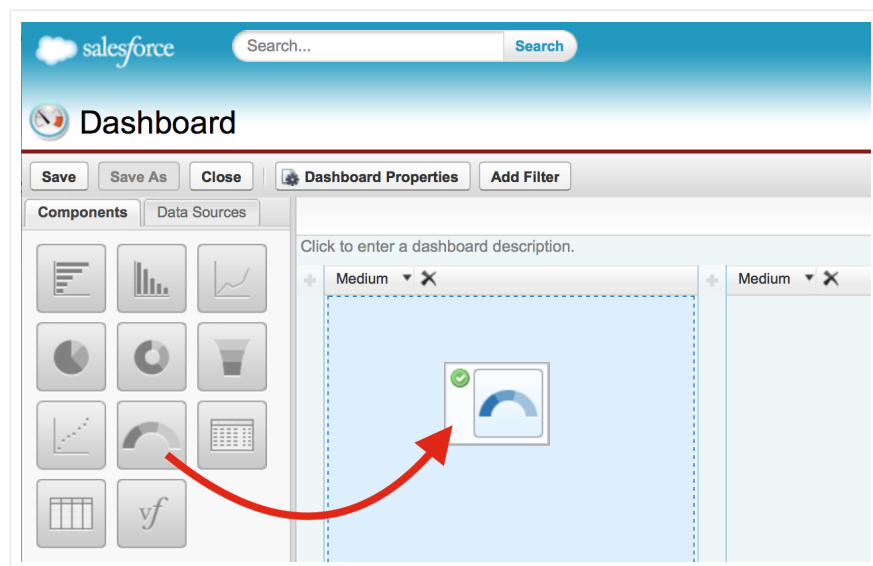 salesforce
Search...
Search
Dashboard
Save
Save As
Close
Dashboard Properties
Add Filter
Components
Data Sources
Click to enter a dashboard description.
Medium
Medium
vf